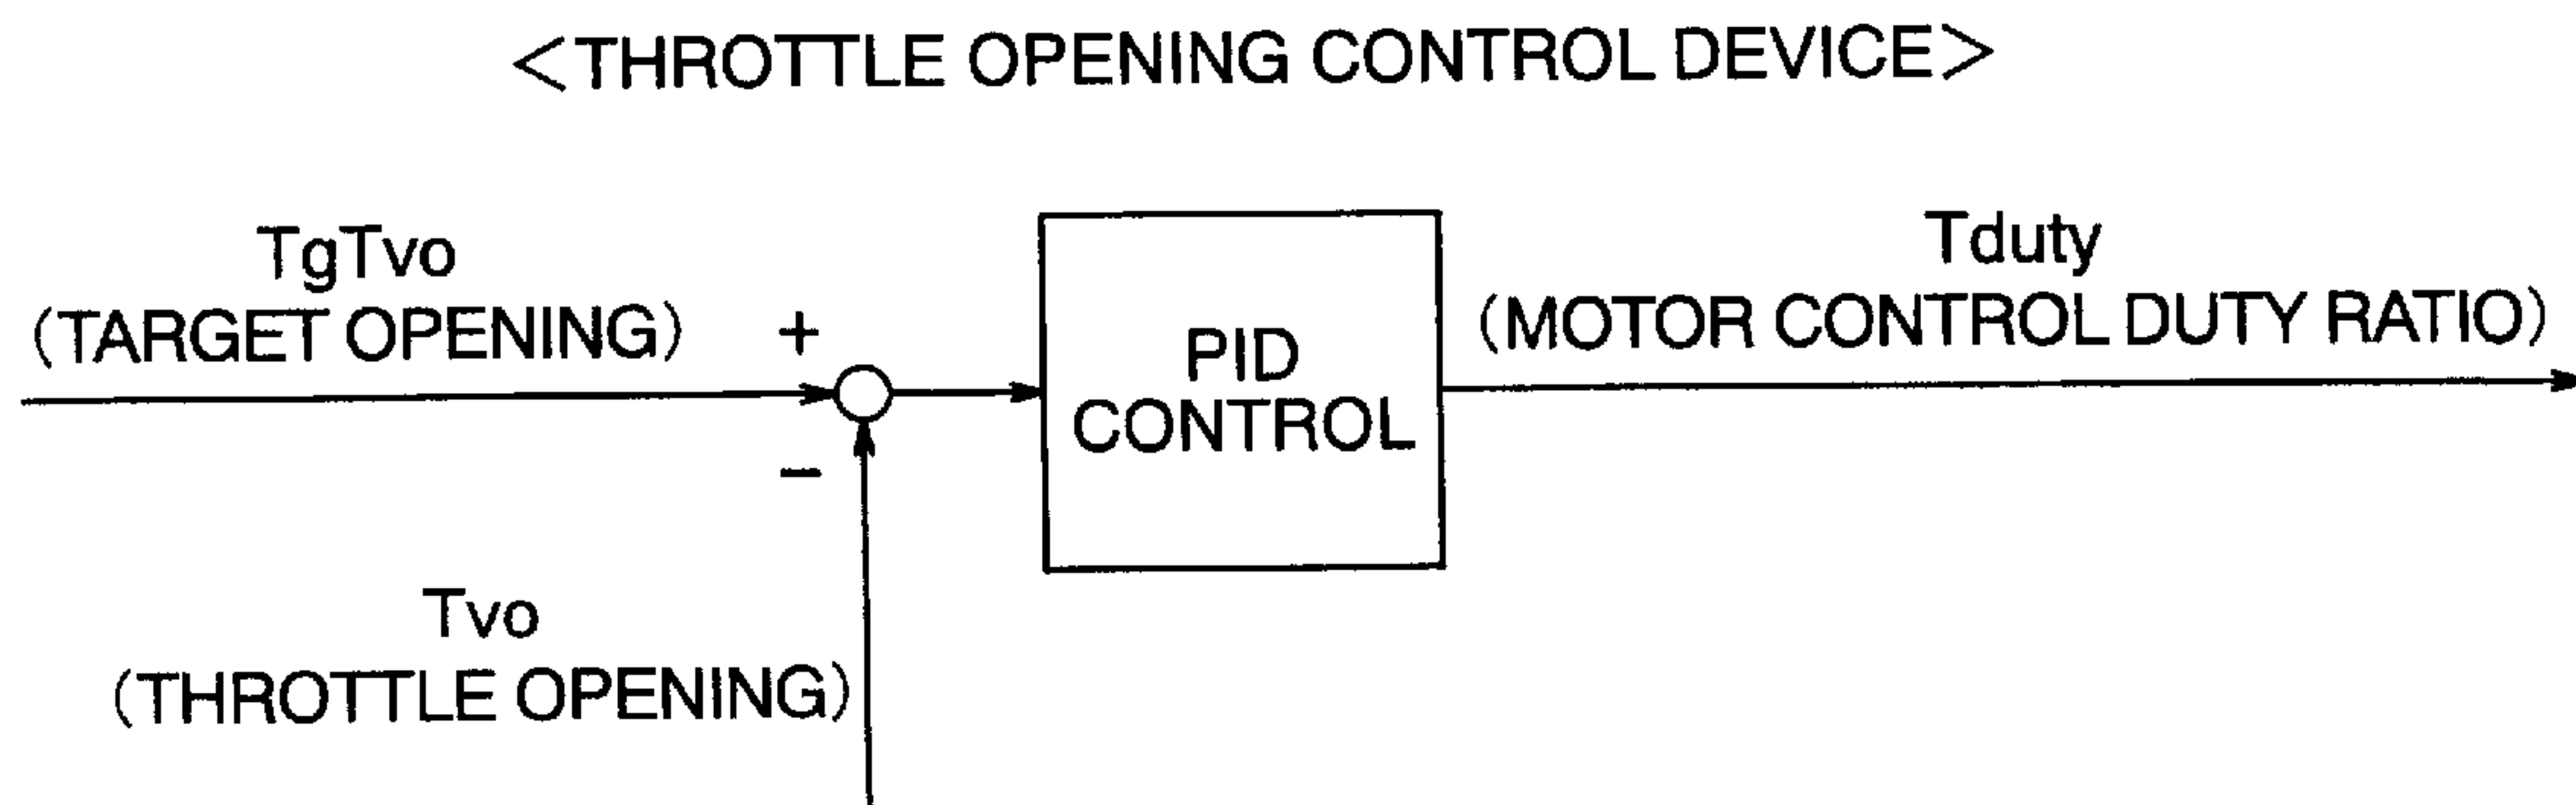 <THROTTLE OPENING CONTROL DEVICE>
TgTvo
(TARGET OPENING)
+
−
PID
CONTROL
Tduty
(MOTOR CONTROL DUTY RATIO)
Tvo
(THROTTLE OPENING)